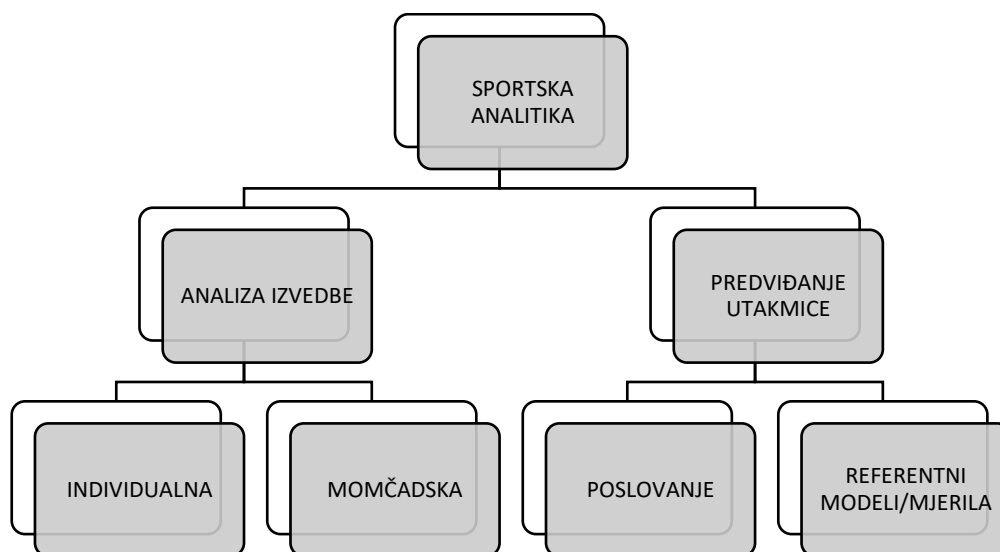 SPORTSKA
ANALITIKA
ANALIZA IZVEDBE
PREDVIĐANJE
UTAKMICE
INDIVIDUALNA
MOMČADSKA
POSLOVANJE
REFERENTNI
MODELI/MJERILA